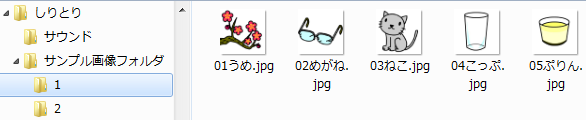 しりとり
サウンド
サンプル画像フォルダ
1
2
01うめ.jpg
02めがね.
jpg
03ねこ.jpg
04こっぷ.
jpg
05ぷりん.
jpg